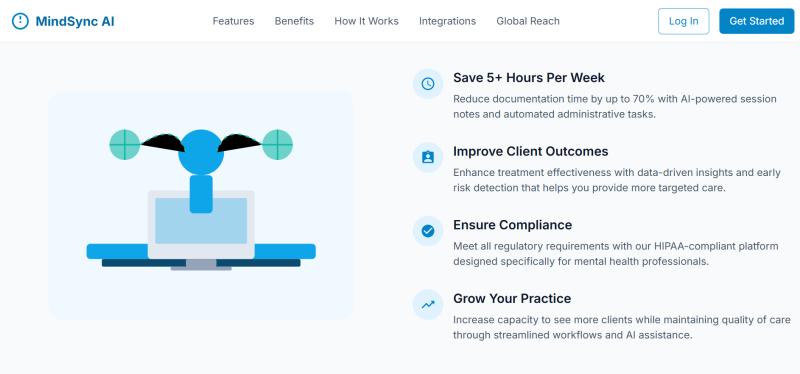 MindSync AI
Features
Benefits
How It Works
Integrations
Global Reach
Log In
Get Started
Save 5+ Hours Per Week
Reduce documentation time by up to 70% with AI-powered session
notes and automated administrative tasks.
Improve Client Outcomes
Enhance treatment effectiveness with data-driven insights and early
risk detection that helps you provide more targeted care.
Ensure Compliance
Meet all regulatory requirements with our HIPAA-compliant platform
designed specifically for mental health professionals.
Grow Your Practice
Increase capacity to see more clients while maintaining quality of care
through streamlined workflows and AI assistance.